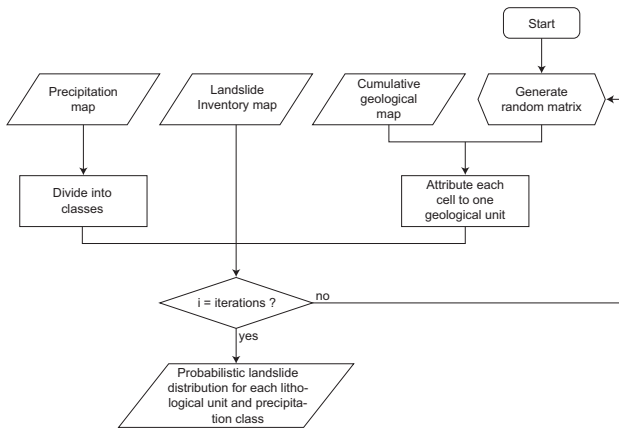 Start
Precipitation
map
Landslide
Inventory map
Cumulative
geological
map
Generate
random matrix
Divide into
classes
Attribute each
cell to one
geological unit
i = iterations ?
no
yes
Probabilistic landslide
distribution for each litho-
logical unit and precipita-
tion class